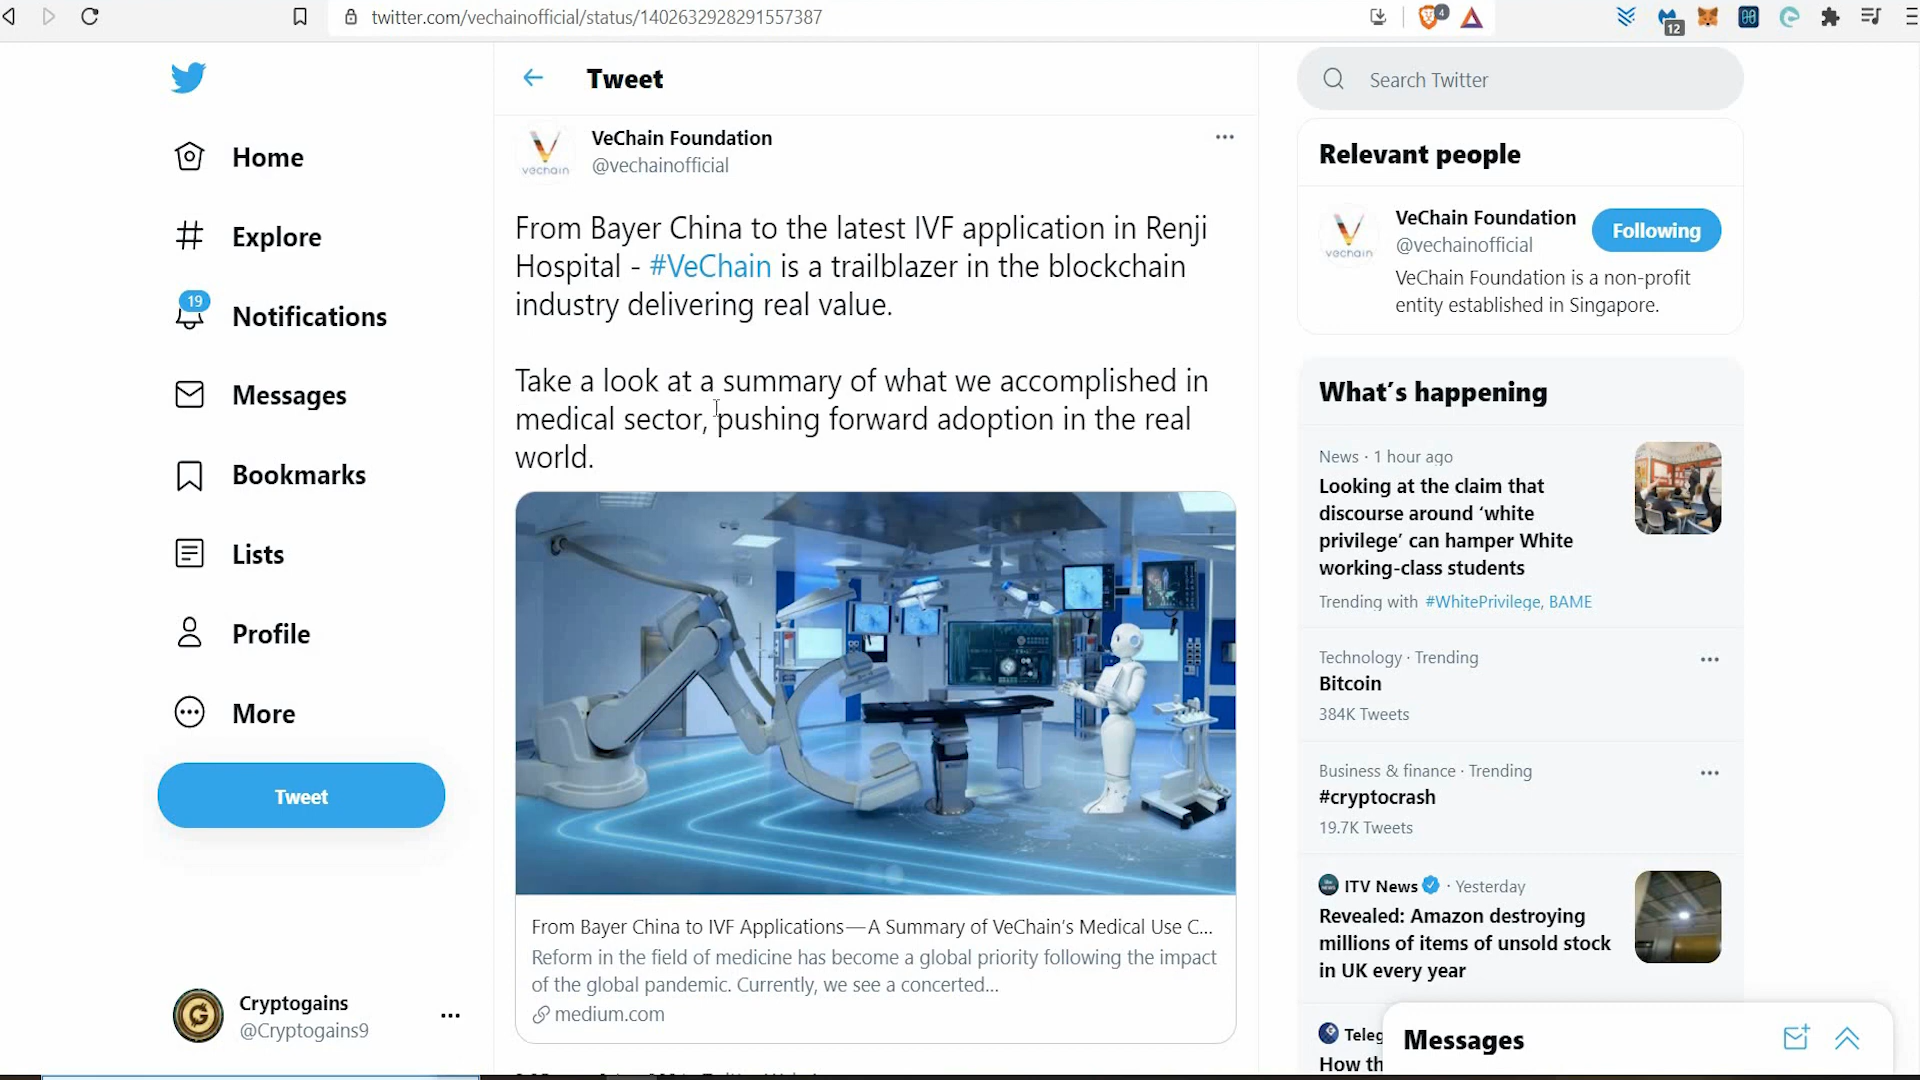 twitter.com/vechainofficial/status/1402632928291557387
4
12
Home
Explore
19
Notifications
Messages
Bookmarks
Lists
Profile
More
Tweet
Cryptogains
@Cryptogains9
Tweet
vechain
VeChain Foundation
@vechainofficial
From Bayer China to the latest IVF application in Renji
Hospital - #VeChain is a trailblazer in the blockchain
industry delivering real value.
Take a look at a summary of what we accomplished in
medical sector, pushing forward adoption in the real
world.
From Bayer China to IVF Applications—A Summary of VeChain’s Medical Use C...
Reform in the field of medicine has become a global priority following the impact
of the global pandemic. Currently, we see a concerted...
medium.com
Search Twitter
Relevant people
vechain
VeChain Foundation
@vechainofficial
Following
VeChain Foundation is a non-profit
entity established in Singapore.
What’s happening
News · 1 hour ago
Looking at the claim that
discourse around ‘white
privilege’ can hamper White
working-class students
Trending with #WhitePrivilege, BAME
Technology · Trending
Bitcoin
384K Tweets
Business & finance · Trending
#cryptocrash
19.7K Tweets
ITV News · Yesterday
Revealed: Amazon destroying
millions of items of unsold stock
in UK every year
Teleg
How th
Messages